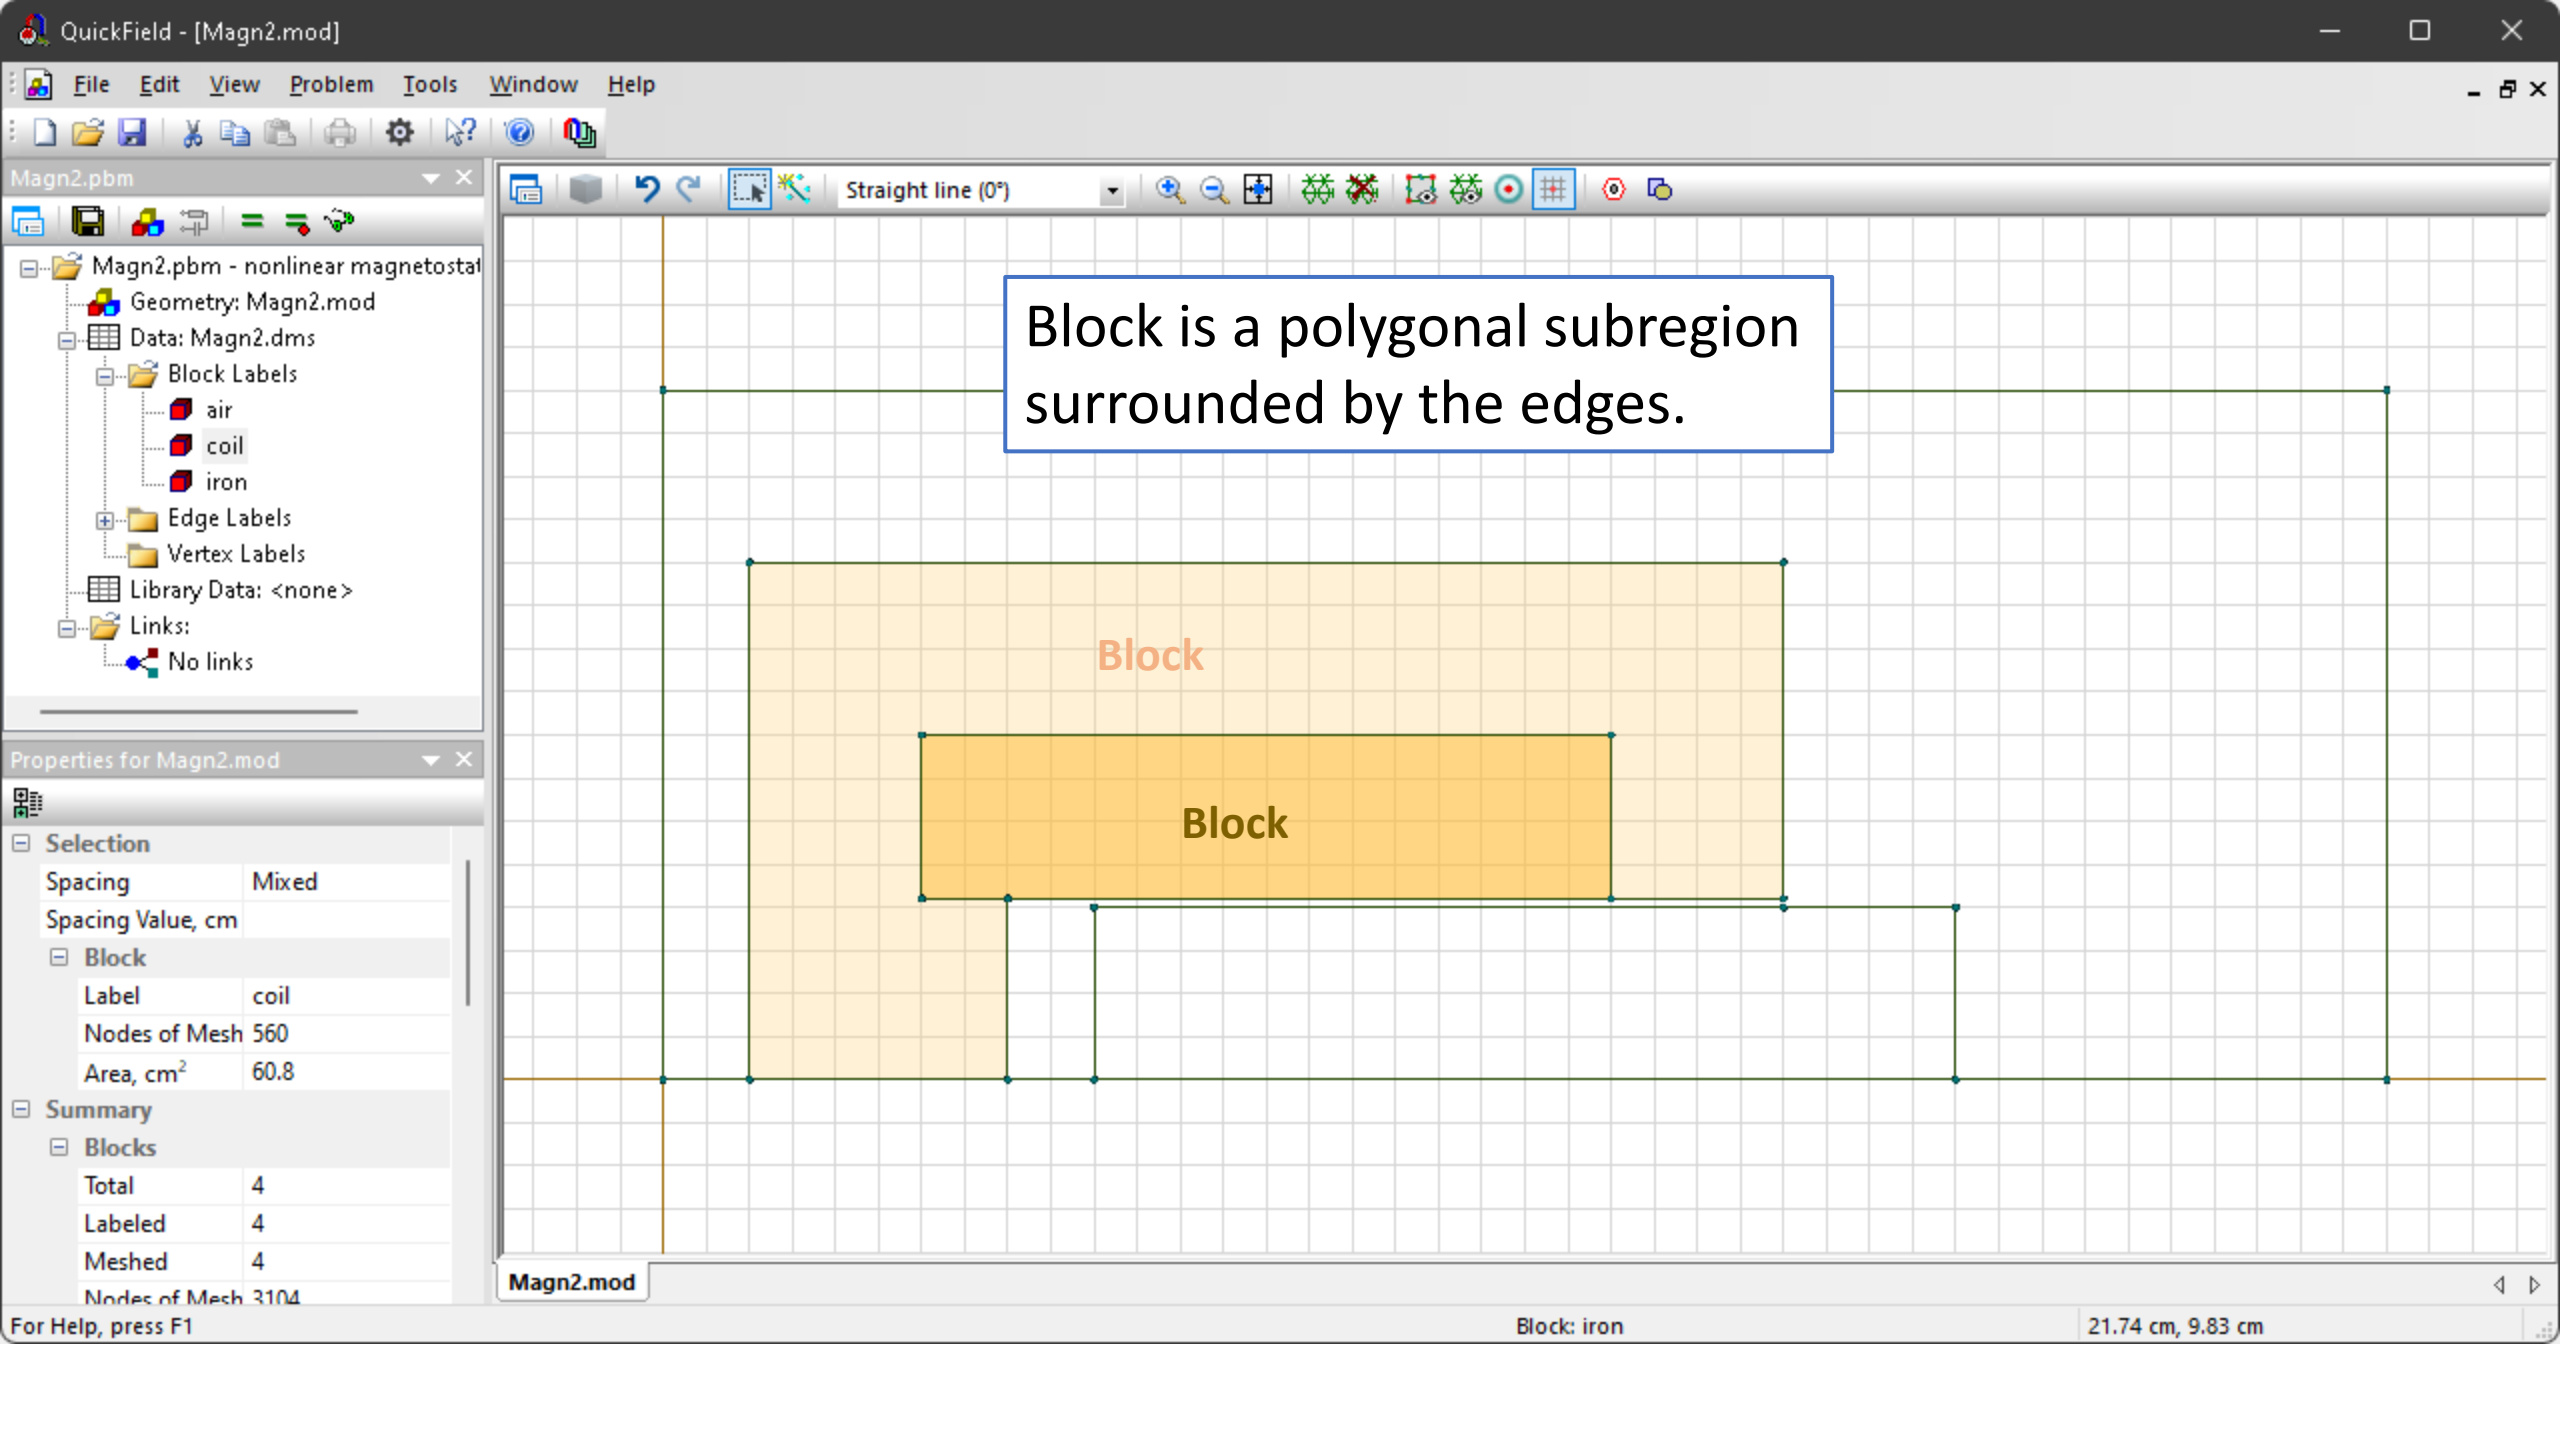 QuickField - [Magn2.mod]
File Edit View Problem Tools Window Help
Magn2.pbm
Straight line (0°)
Magn2.pbm - nonlinear magnetostat
Geometry: Magn2.mod
Data: Magn2.dms
Block Labels
air
coil
iron
Edge Labels
Vertex Labels
Library Data: <none>
Links:
No links
Properties for Magn2.mod
Selection
Spacing Mixed
Spacing Value, cm
Block
Label coil
Nodes of Mesh 560
Area, cm² 60.8
Summary
Blocks
Total 4
Labeled 4
Meshed 4
Nodes of Mesh 3104
Block is a polygonal subregion
surrounded by the edges.
Block
Block
Magn2.mod
For Help, press F1
Block: iron
21.74 cm, 9.83 cm